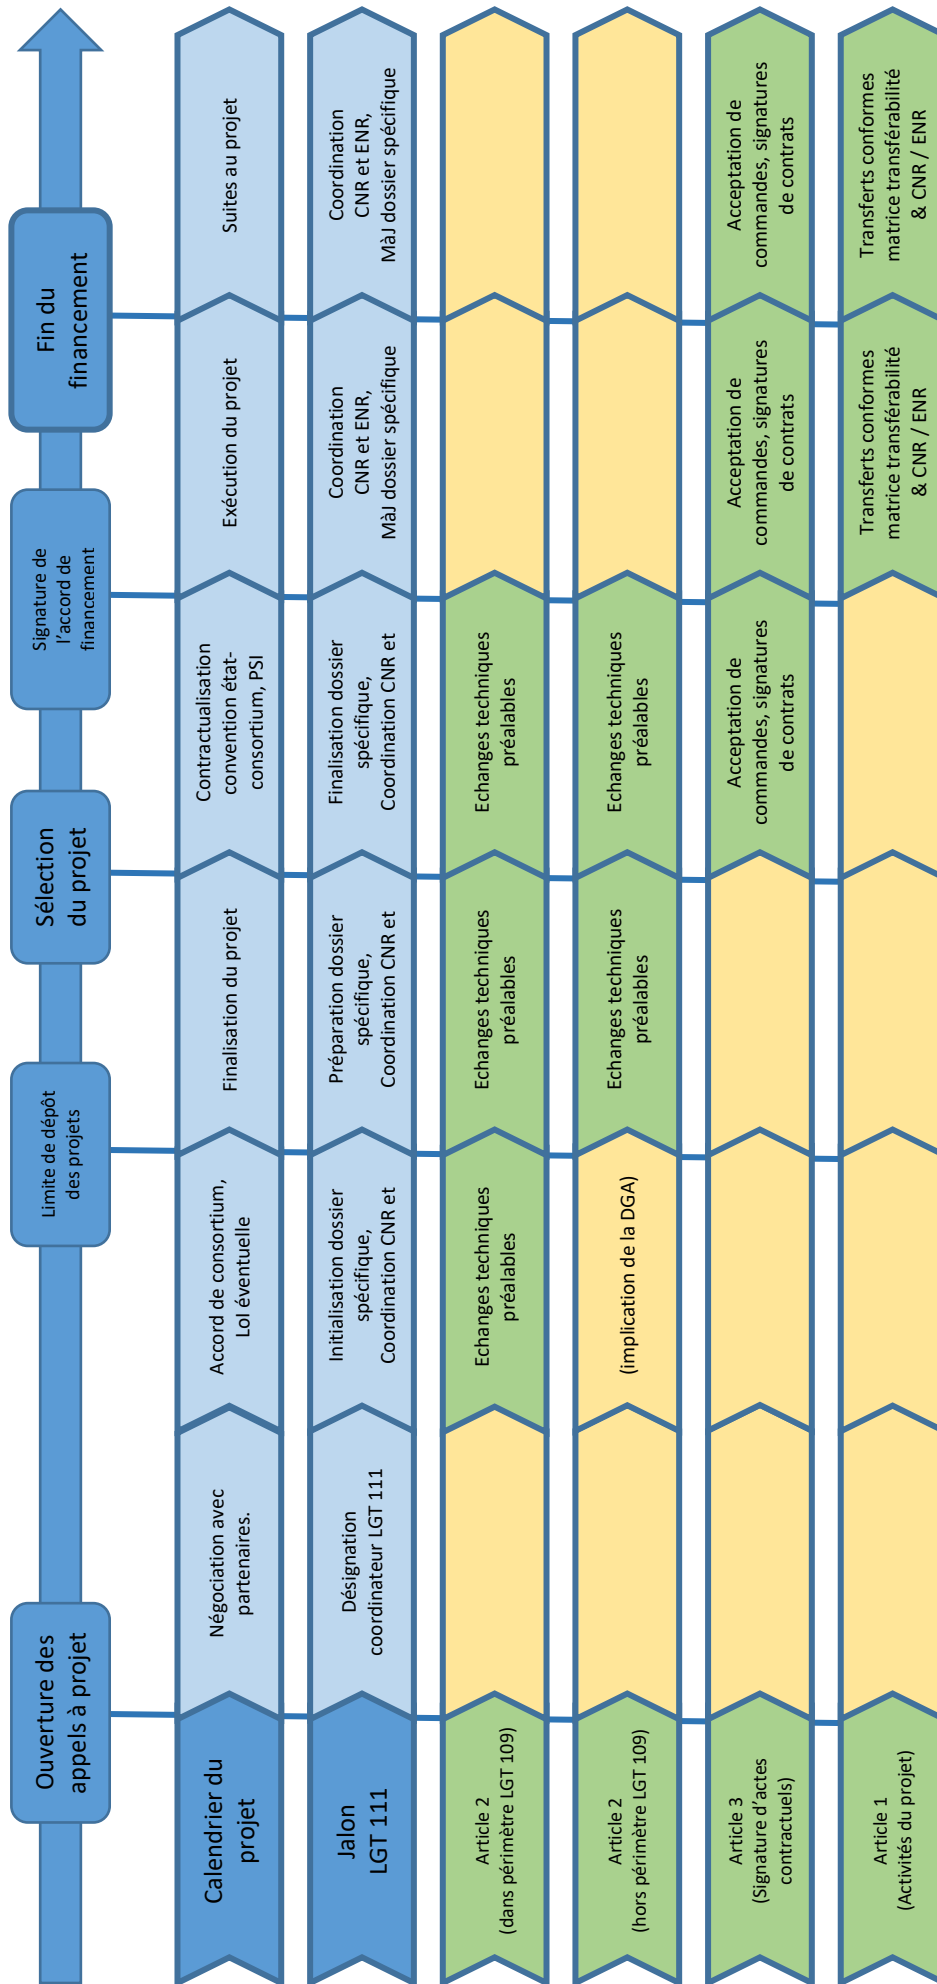 Ouverture des
appels à projet
Limite de dépôt
des projets
Sélection
du projet
Signature de
l'accord de
financement
Fin du
financement
Calendrier du
projet
Négociation avec
partenaires.
Accord de consortium,
LoI éventuelle
Finalisation du projet
Contractualisation
convention état-
consortium, PSI
Exécution du projet
Suites au projet
Jalon
LGT 111
Désignation
coordinateur LGT 111
Initialisation dossier
spécifique,
Coordination CNR et
Préparation dossier
spécifique,
Coordination CNR et
Finalisation dossier
spécifique,
Coordination CNR et
Coordination
CNR et ENR,
MàJ dossier spécifique
Coordination
CNR et ENR,
MàJ dossier spécifique
Article 2
(dans périmètre LGT 109)
Echanges techniques
préalables
Echanges techniques
préalables
Echanges techniques
préalables
Article 2
(hors périmètre LGT 109)
(implication de la DGA)
Echanges techniques
préalables
Echanges techniques
préalables
Article 3
(Signature d'actes
contractuels)
Acceptation de
commandes, signatures
de contrats
Acceptation de
commandes, signatures
de contrats
Acceptation de
commandes, signatures
de contrats
Article 1
(Activités du projet)
Transferts conformes
matrice transférabilité
& CNR / ENR
Transferts conformes
matrice transférabilité
& CNR / ENR